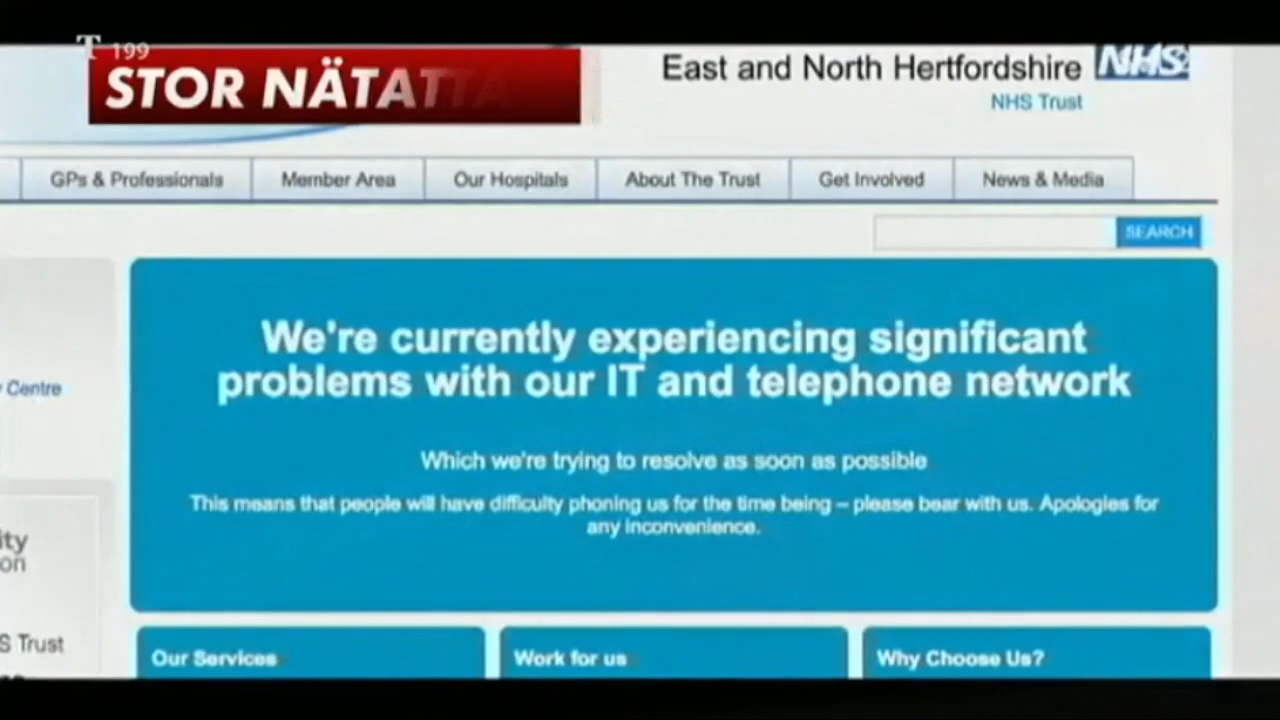 T 199
STOR NÄTATTA
East and North Hertfordshire
NHS
NHS Trust
GPs & Professionals
Member Area
Our Hospitals
About The Trust
Get Involved
News & Media
SEARCH
We're currently experiencing significant
problems with our IT and telephone network
Centre
Which we're trying to resolve as soon as possible
This means that people will have difficulty phoning us for the time being – please bear with us. Apologies for
any inconvenience.
ity
on
S Trust
Our Services
Work for us
Why Choose Us?